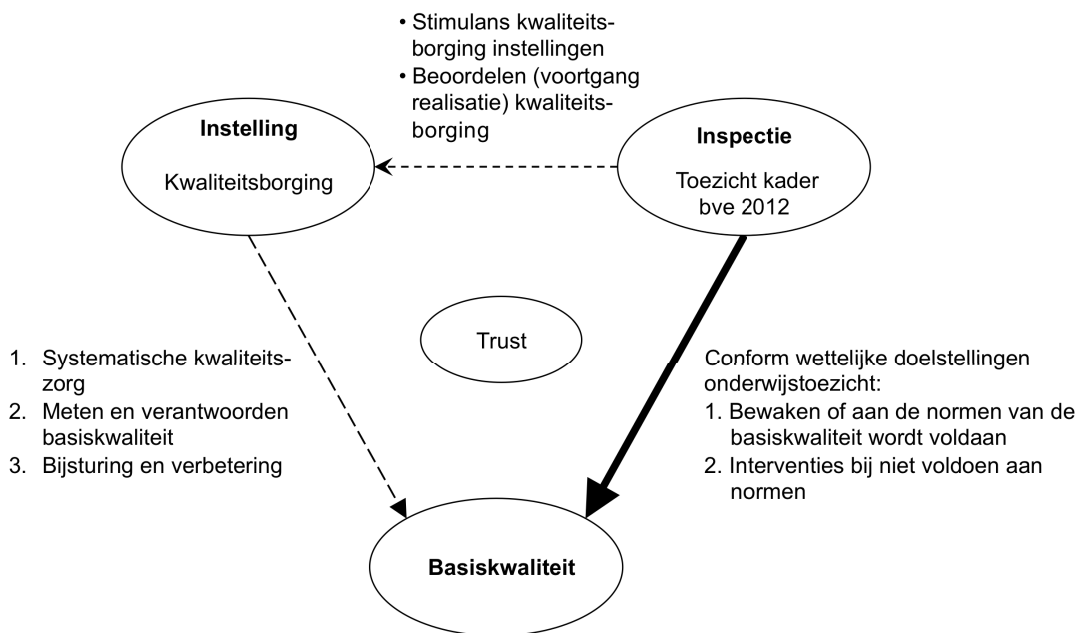 • Stimulans kwaliteits-
borging instellingen
• Beoordelen (voortgang
realisatie) kwaliteits-
borging
Instelling
Kwaliteitsborging
Inspectie
Toezicht kader
bve 2012
Trust
1. Systematische kwaliteits-
zorg
2. Meten en verantwoorden
basiskwaliteit
3. Bijsturing en verbetering
Conform wettelijke doelstellingen
onderwijstoezicht:
1. Bewaken of aan de normen van de
basiskwaliteit wordt voldaan
2. Interventies bij niet voldoen aan
normen
Basiskwaliteit